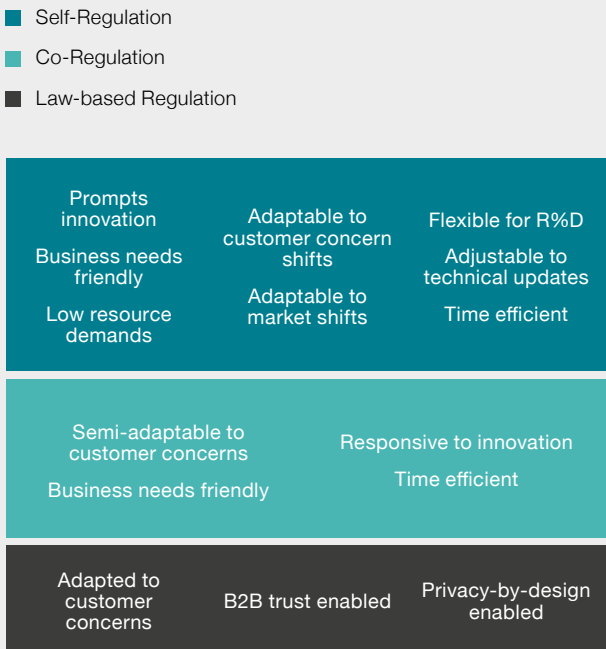 Self-Regulation
Co-Regulation
Law-based Regulation
Prompts
innovation
Business needs
friendly
Low resource
demands
Adaptable to
customer concern
shifts
Adaptable to
market shifts
Flexible for R%D
Adjustable to
technical updates
Time efficient
Semi-adaptable to
customer concerns
Business needs friendly
Responsive to innovation
Time efficient
Adapted to
customer
concerns
B2B trust enabled
Privacy-by-design
enabled